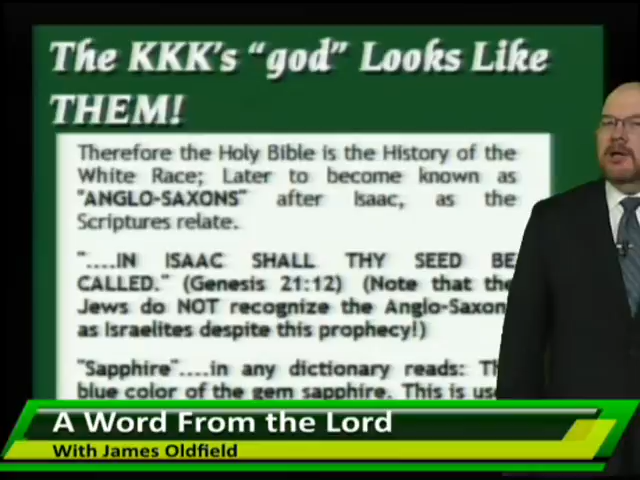 The KKK's "god" Looks Like
THEM!
Therefore the Holy Bible is the History of the
White Race; Later to become known as
"ANGLO-SAXONS" after Isaac, as the
Scriptures relate.
"....IN ISAAC SHALL THY SEED BE
CALLED." (Genesis 21:12) (Note that the
Jews do NOT recognize the Anglo-Saxon
as Israelites despite this prophecy!)
"Sapphire"....in any dictionary reads: Th
blue color of the gem sapphire. This is use
A Word From the Lord
With James Oldfield